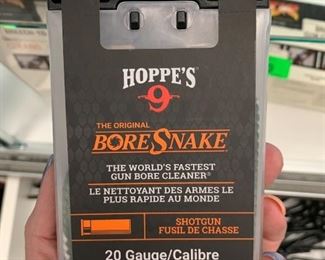 HOPPE'S
9
THE ORIGINAL
BORESNAKE
THE WORLD'S FASTEST
GUN BORE CLEANER®
LE NETTOYANT DES ARMES LE
PLUS RAPIDE AU MONDE
SHOTGUN
FUSIL DE CHASSE
20 Gauge/Calibre